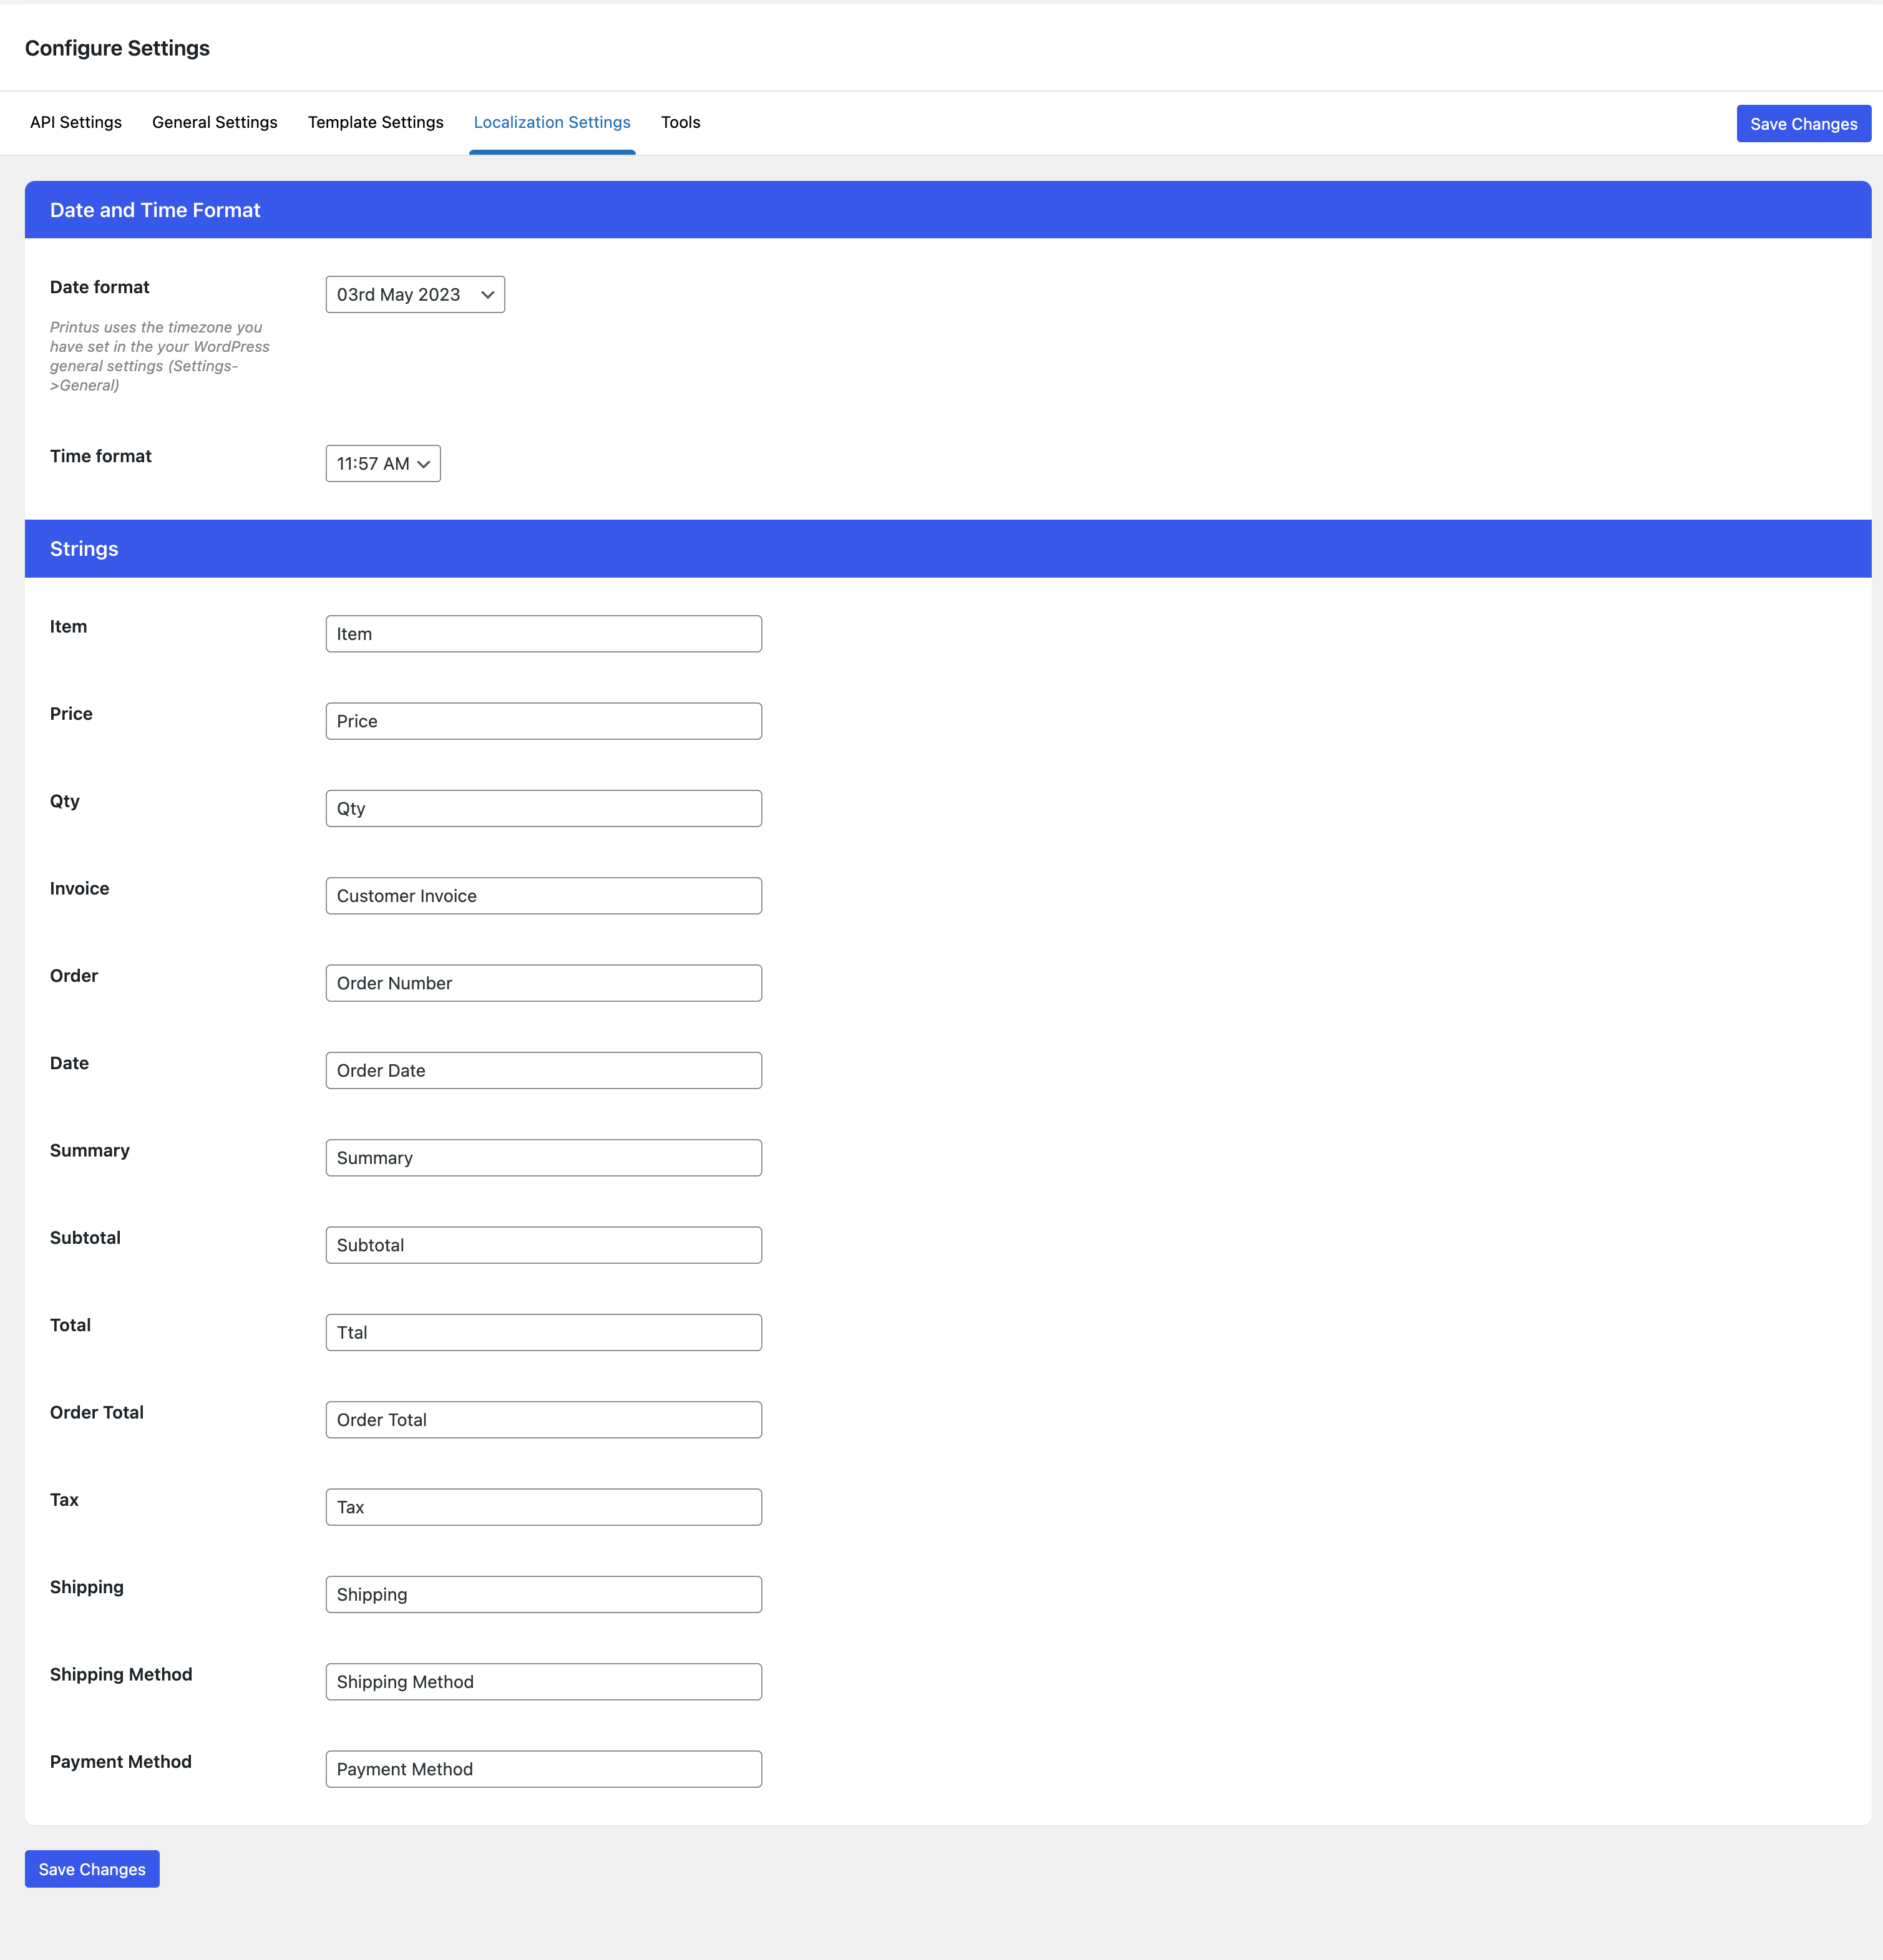 Configure Settings
API Settings General Settings Template Settings Localization Settings Tools Save Changes
Date and Time Format
Date format 03rd May 2023
Printus uses the timezone you
have set in the your WordPress
general settings (Settings-
>General)
Time format 11:57 AM
Strings
Item Item
Price Price
Qty Qty
Invoice Customer Invoice
Order Order Number
Date Order Date
Summary Summary
Subtotal Subtotal
Total Ttal
Order Total Order Total
Tax Tax
Shipping Shipping
Shipping Method Shipping Method
Payment Method Payment Method
Save Changes